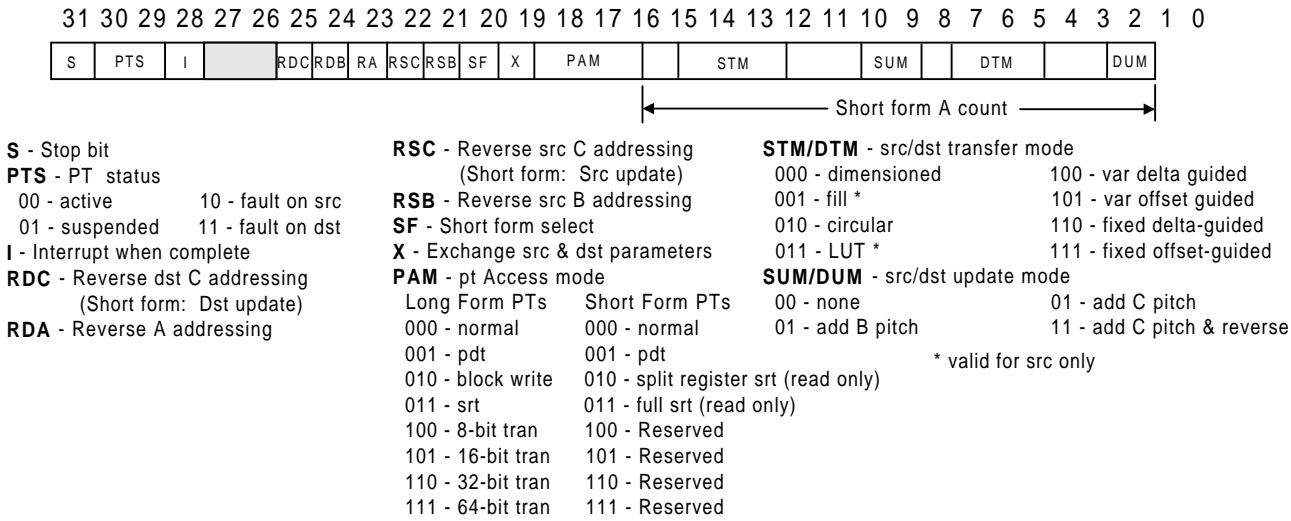 31 30 29 28 27 26 25 24 23 22 21 20 19 18 17 16 15 14 13 12 11 10 9 8 7 6 5 4 3 2 1 0
S PTS I RDC RDB RA RSC RSB SF X PAM STM SUM DTM DUM
Short form A count
S - Stop bit
PTS - PT status
00 - active 10 - fault on src
01 - suspended 11 - fault on dst
I - Interrupt when complete
RDC - Reverse dst C addressing
(Short form: Dst update)
RDA - Reverse A addressing
RSC - Reverse src C addressing
(Short form: Src update)
RSB - Reverse src B addressing
SF - Short form select
X - Exchange src & dst parameters
PAM - pt Access mode
Long Form PTs Short Form PTs
000 - normal 000 - normal
001 - pdt 001 - pdt
010 - block write 010 - split register srt (read only)
011 - srt 011 - full srt (read only)
100 - 8-bit tran 100 - Reserved
101 - 16-bit tran 101 - Reserved
110 - 32-bit tran 110 - Reserved
111 - 64-bit tran 111 - Reserved
STM/DTM - src/dst transfer mode
000 - dimensioned 100 - var delta guided
001 - fill * 101 - var offset guided
010 - circular 110 - fixed delta-guided
011 - LUT * 111 - fixed offset-guided
SUM/DUM - src/dst update mode
00 - none 01 - add C pitch
01 - add B pitch 11 - add C pitch & reverse
* valid for src only